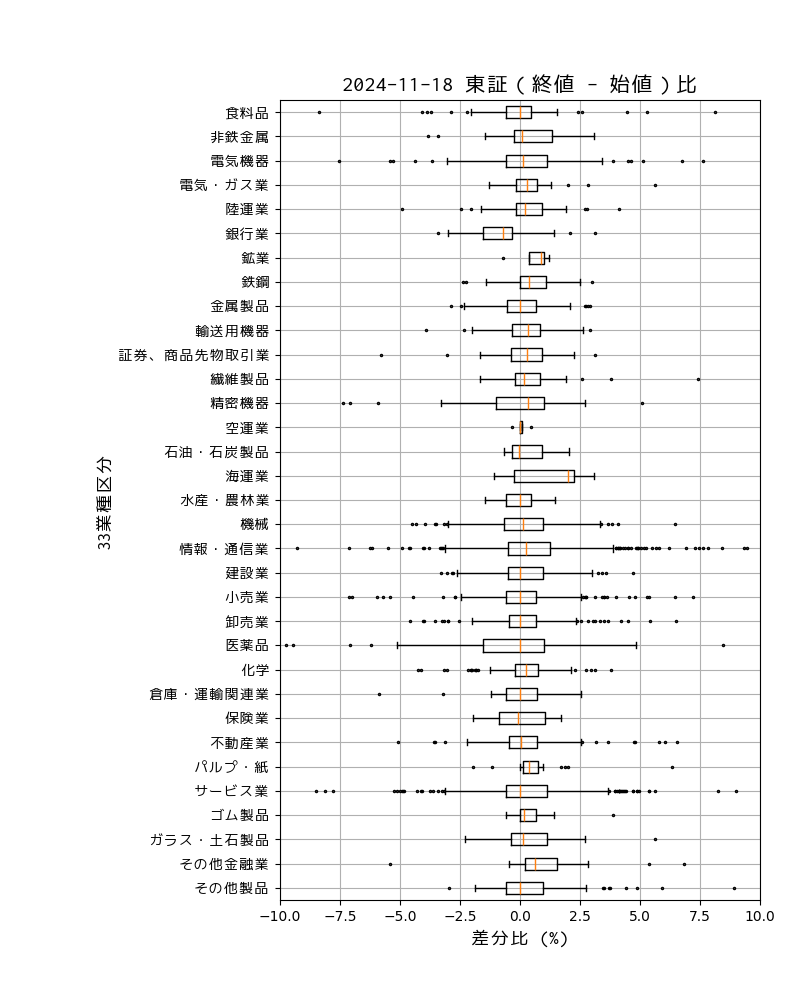 2024-11-18 東証 ( 終値 - 始値 ) 比
食料品
非鉄金属
電気機器
電気・ガス業
陸運業
銀行業
鉱業
鉄鋼
金属製品
輸送用機器
証券、商品先物取引業
繊維製品
精密機器
空運業
石油・石炭製品
海運業
水産・農林業
機械
情報・通信業
建設業
小売業
卸売業
医薬品
化学
倉庫・運輸関連業
保険業
不動産業
パルプ・紙
サービス業
ゴム製品
ガラス・土石製品
その他金融業
その他製品
33業種区分
−10.0 −7.5 −5.0 −2.5 0.0 2.5 5.0 7.5 10.0
差分比 (%)